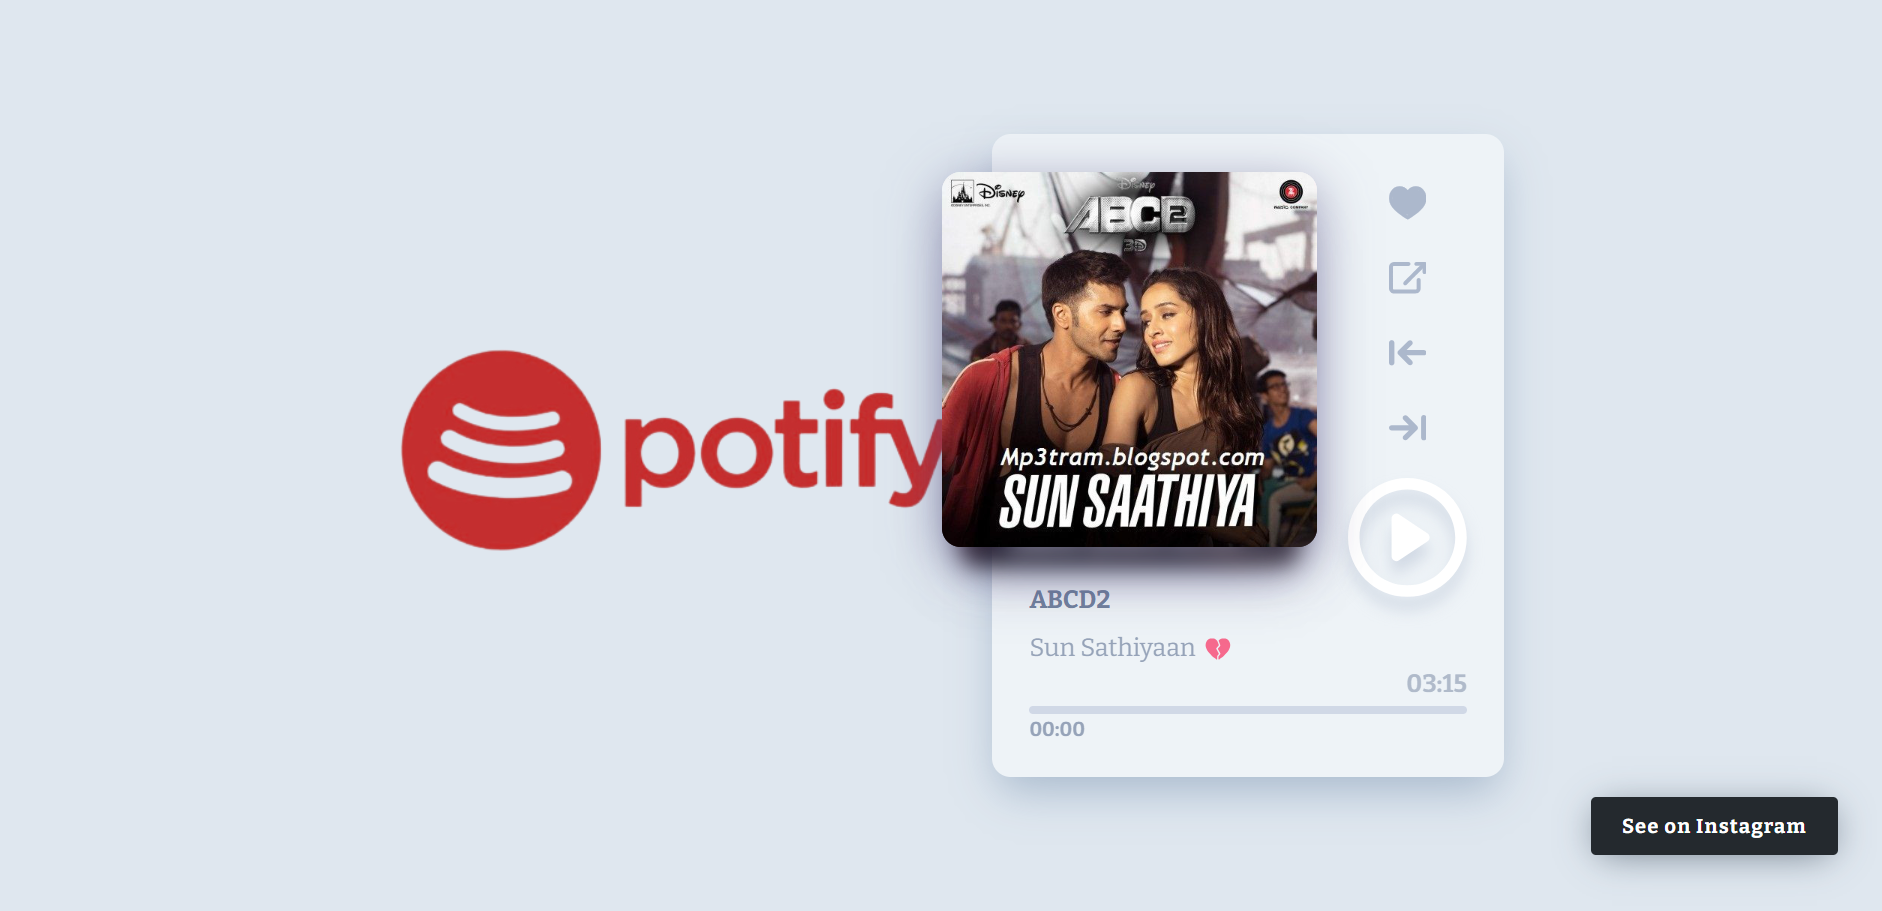 potify
Disney
Disney
ABCD2
3D
Mp3tram.blogspot.com
SUN SAATHIYA
ABCD2
Sun Sathiyaan
03:15
00:00
See on Instagram